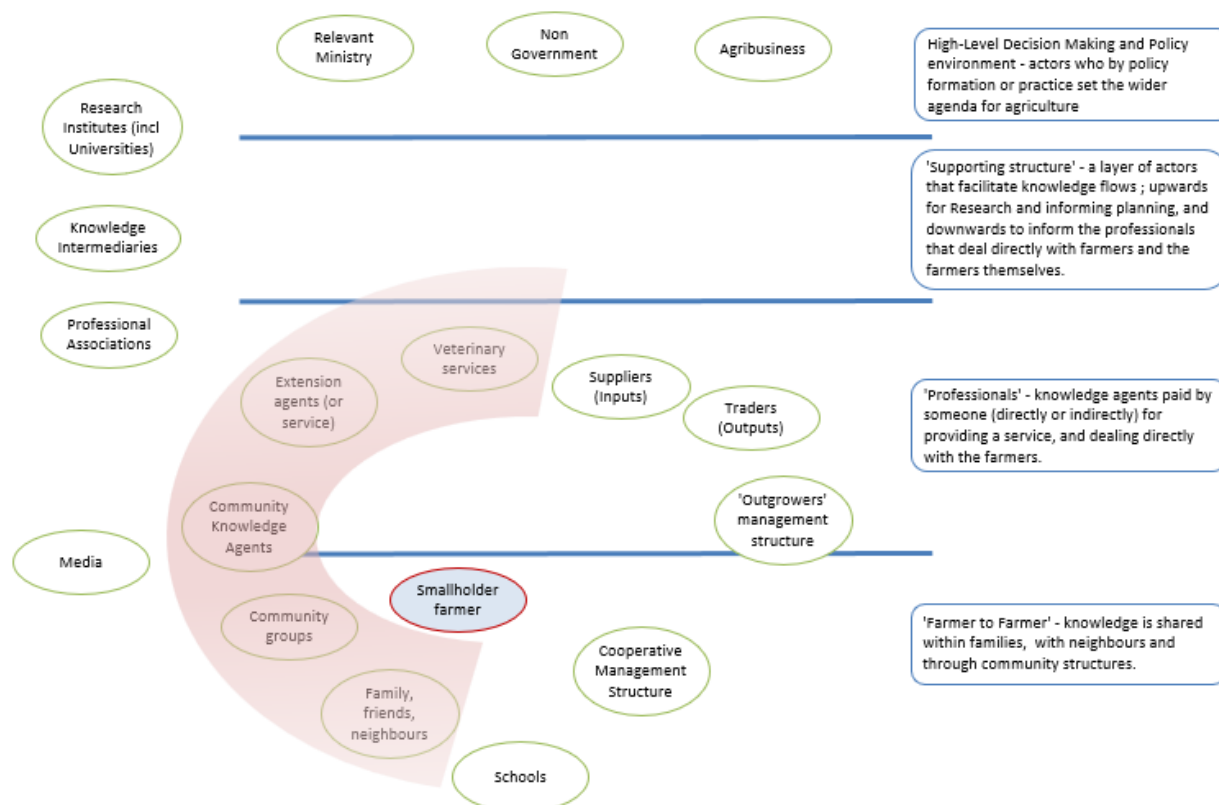 Relevant
Ministry
Non
Government
Agribusiness
High-Level Decision Making and Policy
environment - actors who by policy
formation or practice set the wider
agenda for agriculture
Research
Institutes (incl
Universities)
'Supporting structure' - a layer of actors
that facilitate knowledge flows ; upwards
for Research and informing planning, and
downwards to inform the professionals
that deal directly with farmers and the
farmers themselves.
Knowledge
Intermediaries
Professional
Associations
Veterinary
services
Extension
agents (or
service)
Suppliers
(Inputs)
Traders
(Outputs)
'Professionals' - knowledge agents paid by
someone (directly or indirectly) for
providing a service, and dealing directly
with the farmers.
Community
Knowledge
Agents
'Outgrowers'
management
structure
Media
Smallholder
farmer
Community
groups
'Farmer to Farmer' - knowledge is shared
within families,  with neighbours and
through community structures.
Cooperative
Management
Structure
Family,
friends,
neighbours
Schools